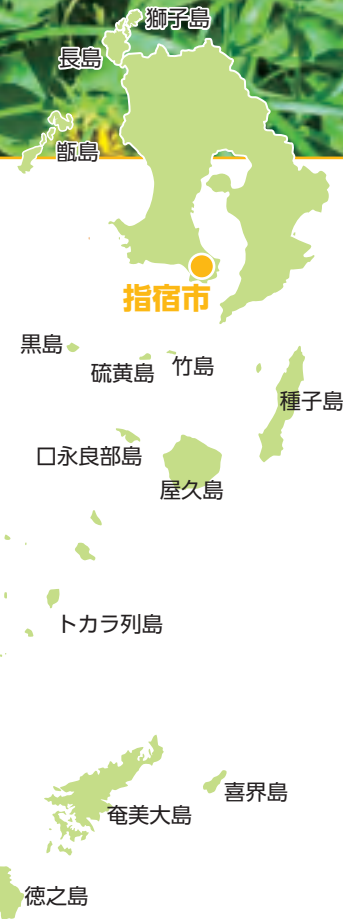 獅子島
長島
甑島
指宿市
黒島
硫黄島
竹島
種子島
口永良部島
屋久島
トカラ列島
喜界島
奄美大島
徳之島